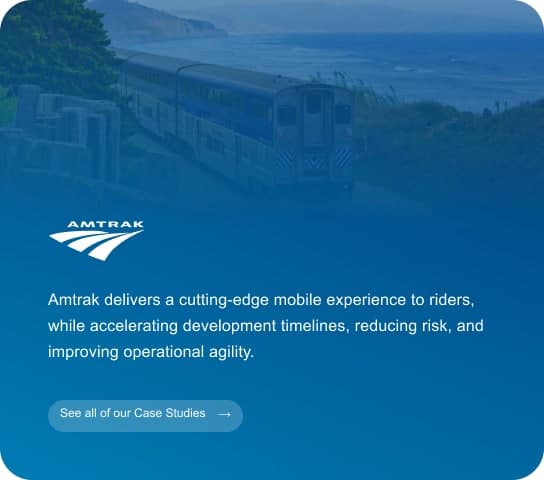 AMTRAK
Amtrak delivers a cutting-edge mobile experience to riders,
while accelerating development timelines, reducing risk, and
improving operational agility.
See all of our Case Studies →